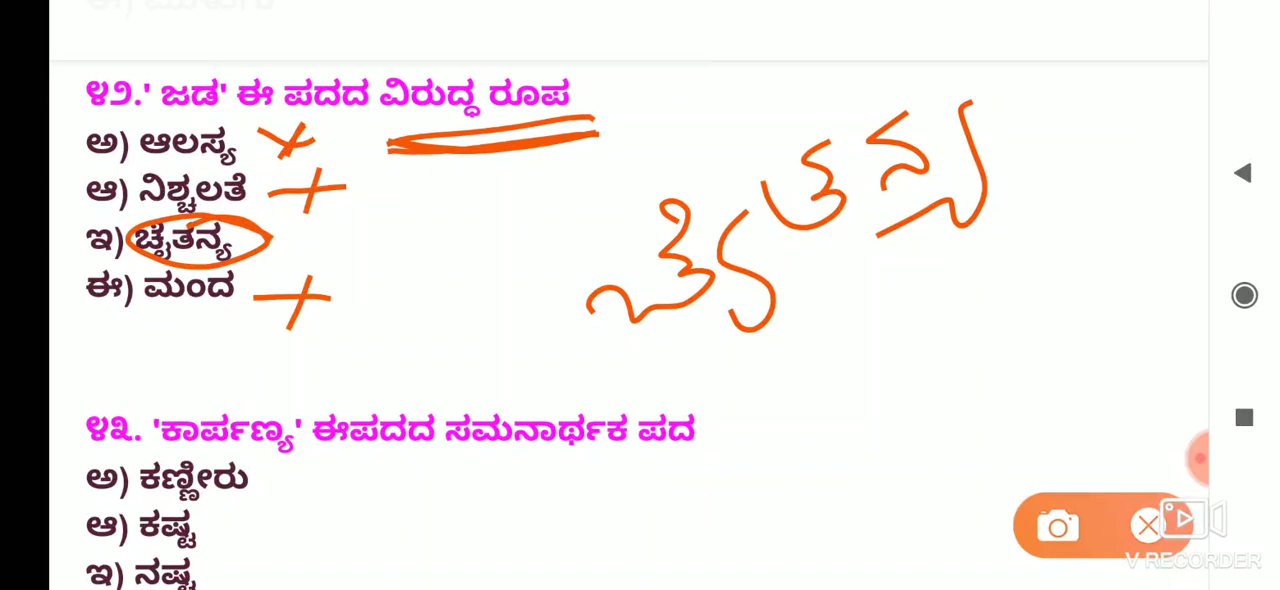 ೪೨.' ಜಡ' ಈ ಪದದ ವಿರುದ್ಧ ರೂಪ
ಅ) ಆಲಸ್ಯ
ಆ) ನಿಶ್ಚಲತೆ
ಇ) ಚೈತನ್ಯ
ಈ) ಮಂದ
ಚೈತನ್ಯ
೪೩. 'ಕಾರ್ಪಣ್ಯ' ಈಪದದ ಸಮನಾರ್ಥಕ ಪದ
ಅ) ಕಣ್ಣೀರು
ಆ) ಕಷ್ಟ
ಇ) ನಷ್ಟ
V RECORDER